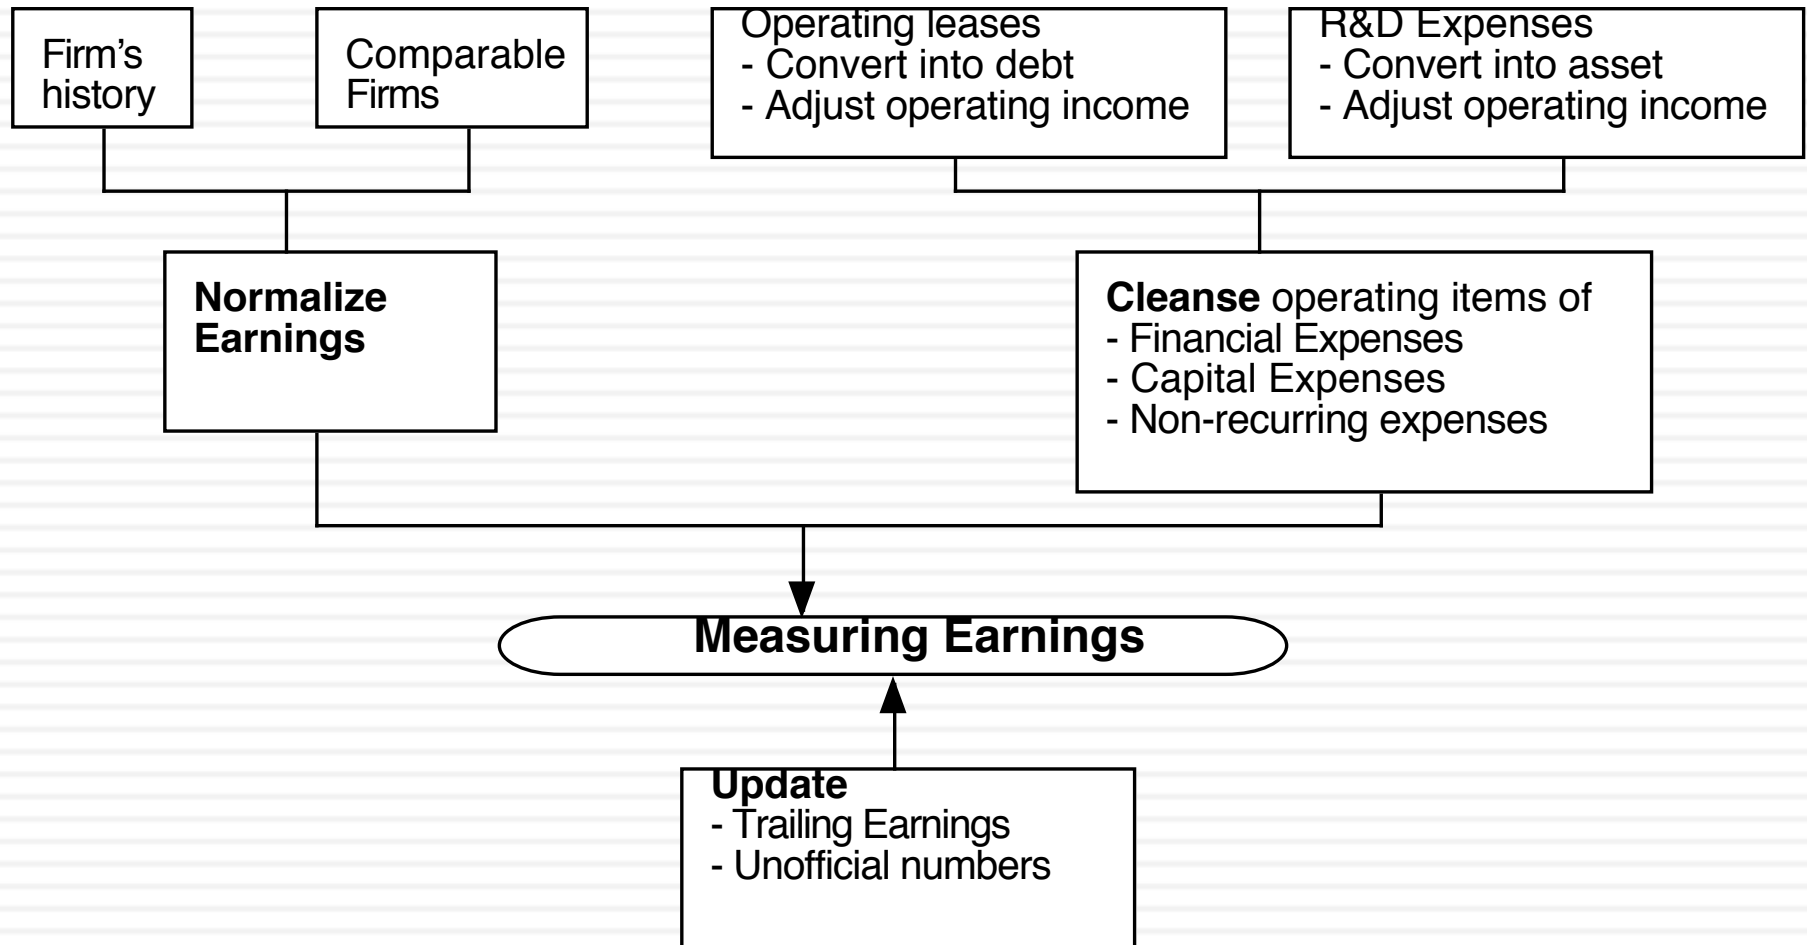 Firm's
history
Comparable
Firms
Operating leases
- Convert into debt
- Adjust operating income
R&D Expenses
- Convert into asset
- Adjust operating income
Normalize
Earnings
Cleanse operating items of
- Financial Expenses
- Capital Expenses
- Non-recurring expenses
Measuring Earnings
Update
- Trailing Earnings
- Unofficial numbers